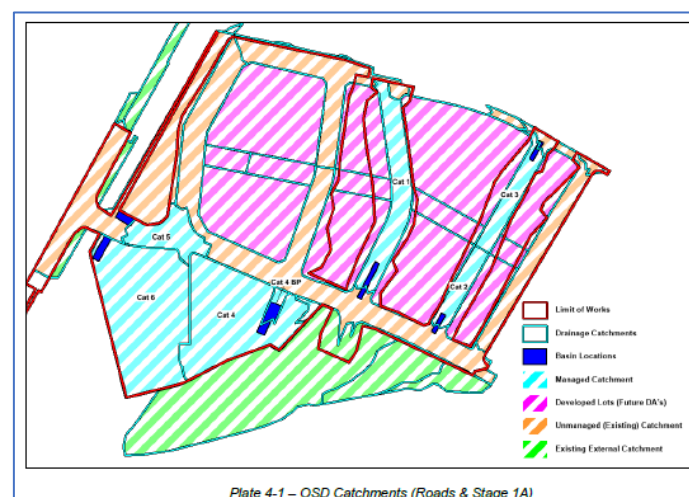 Cat 1
Cat 3
Cat 5
Cat 4 BP
Cat 2
Cat 6
Cat 4
Limit of Works
Drainage Catchments
Basin Locations
Managed Catchment
Developed Lots (Future DA's)
Unmanaged (Existing) Catchment
Existing External Catchment
Plate 4-1 – OSD Catchments (Roads & Stage 1A)